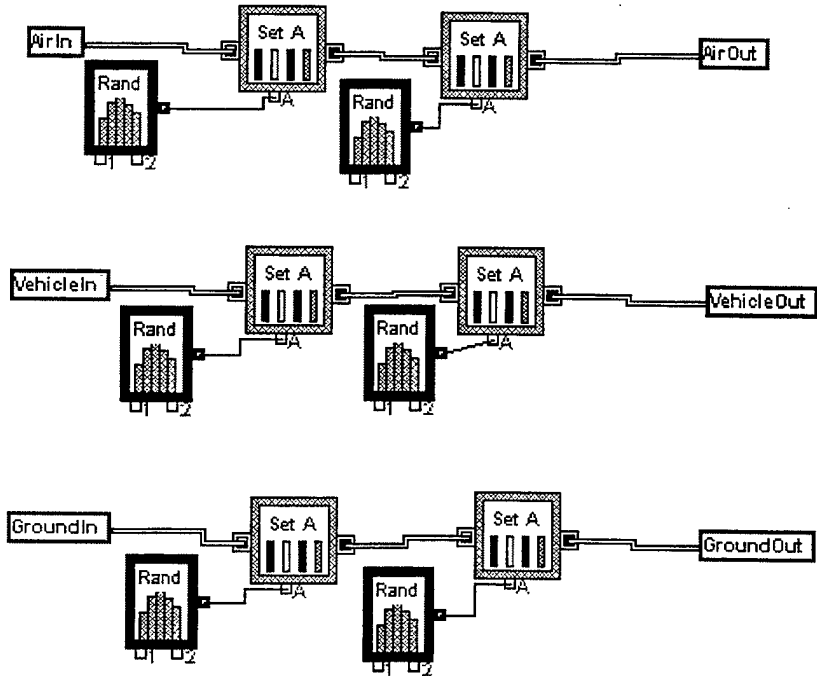 AirIn
Set A
Set A
AirOut
Rand
A
Rand
A
1 2
1 2
VehicleIn
Set A
Set A
VehicleOut
Rand
A
Rand
A
1 2
1 2
GroundIn
Set A
Set A
GroundOut
Rand
A
Rand
A
1 2
1 2